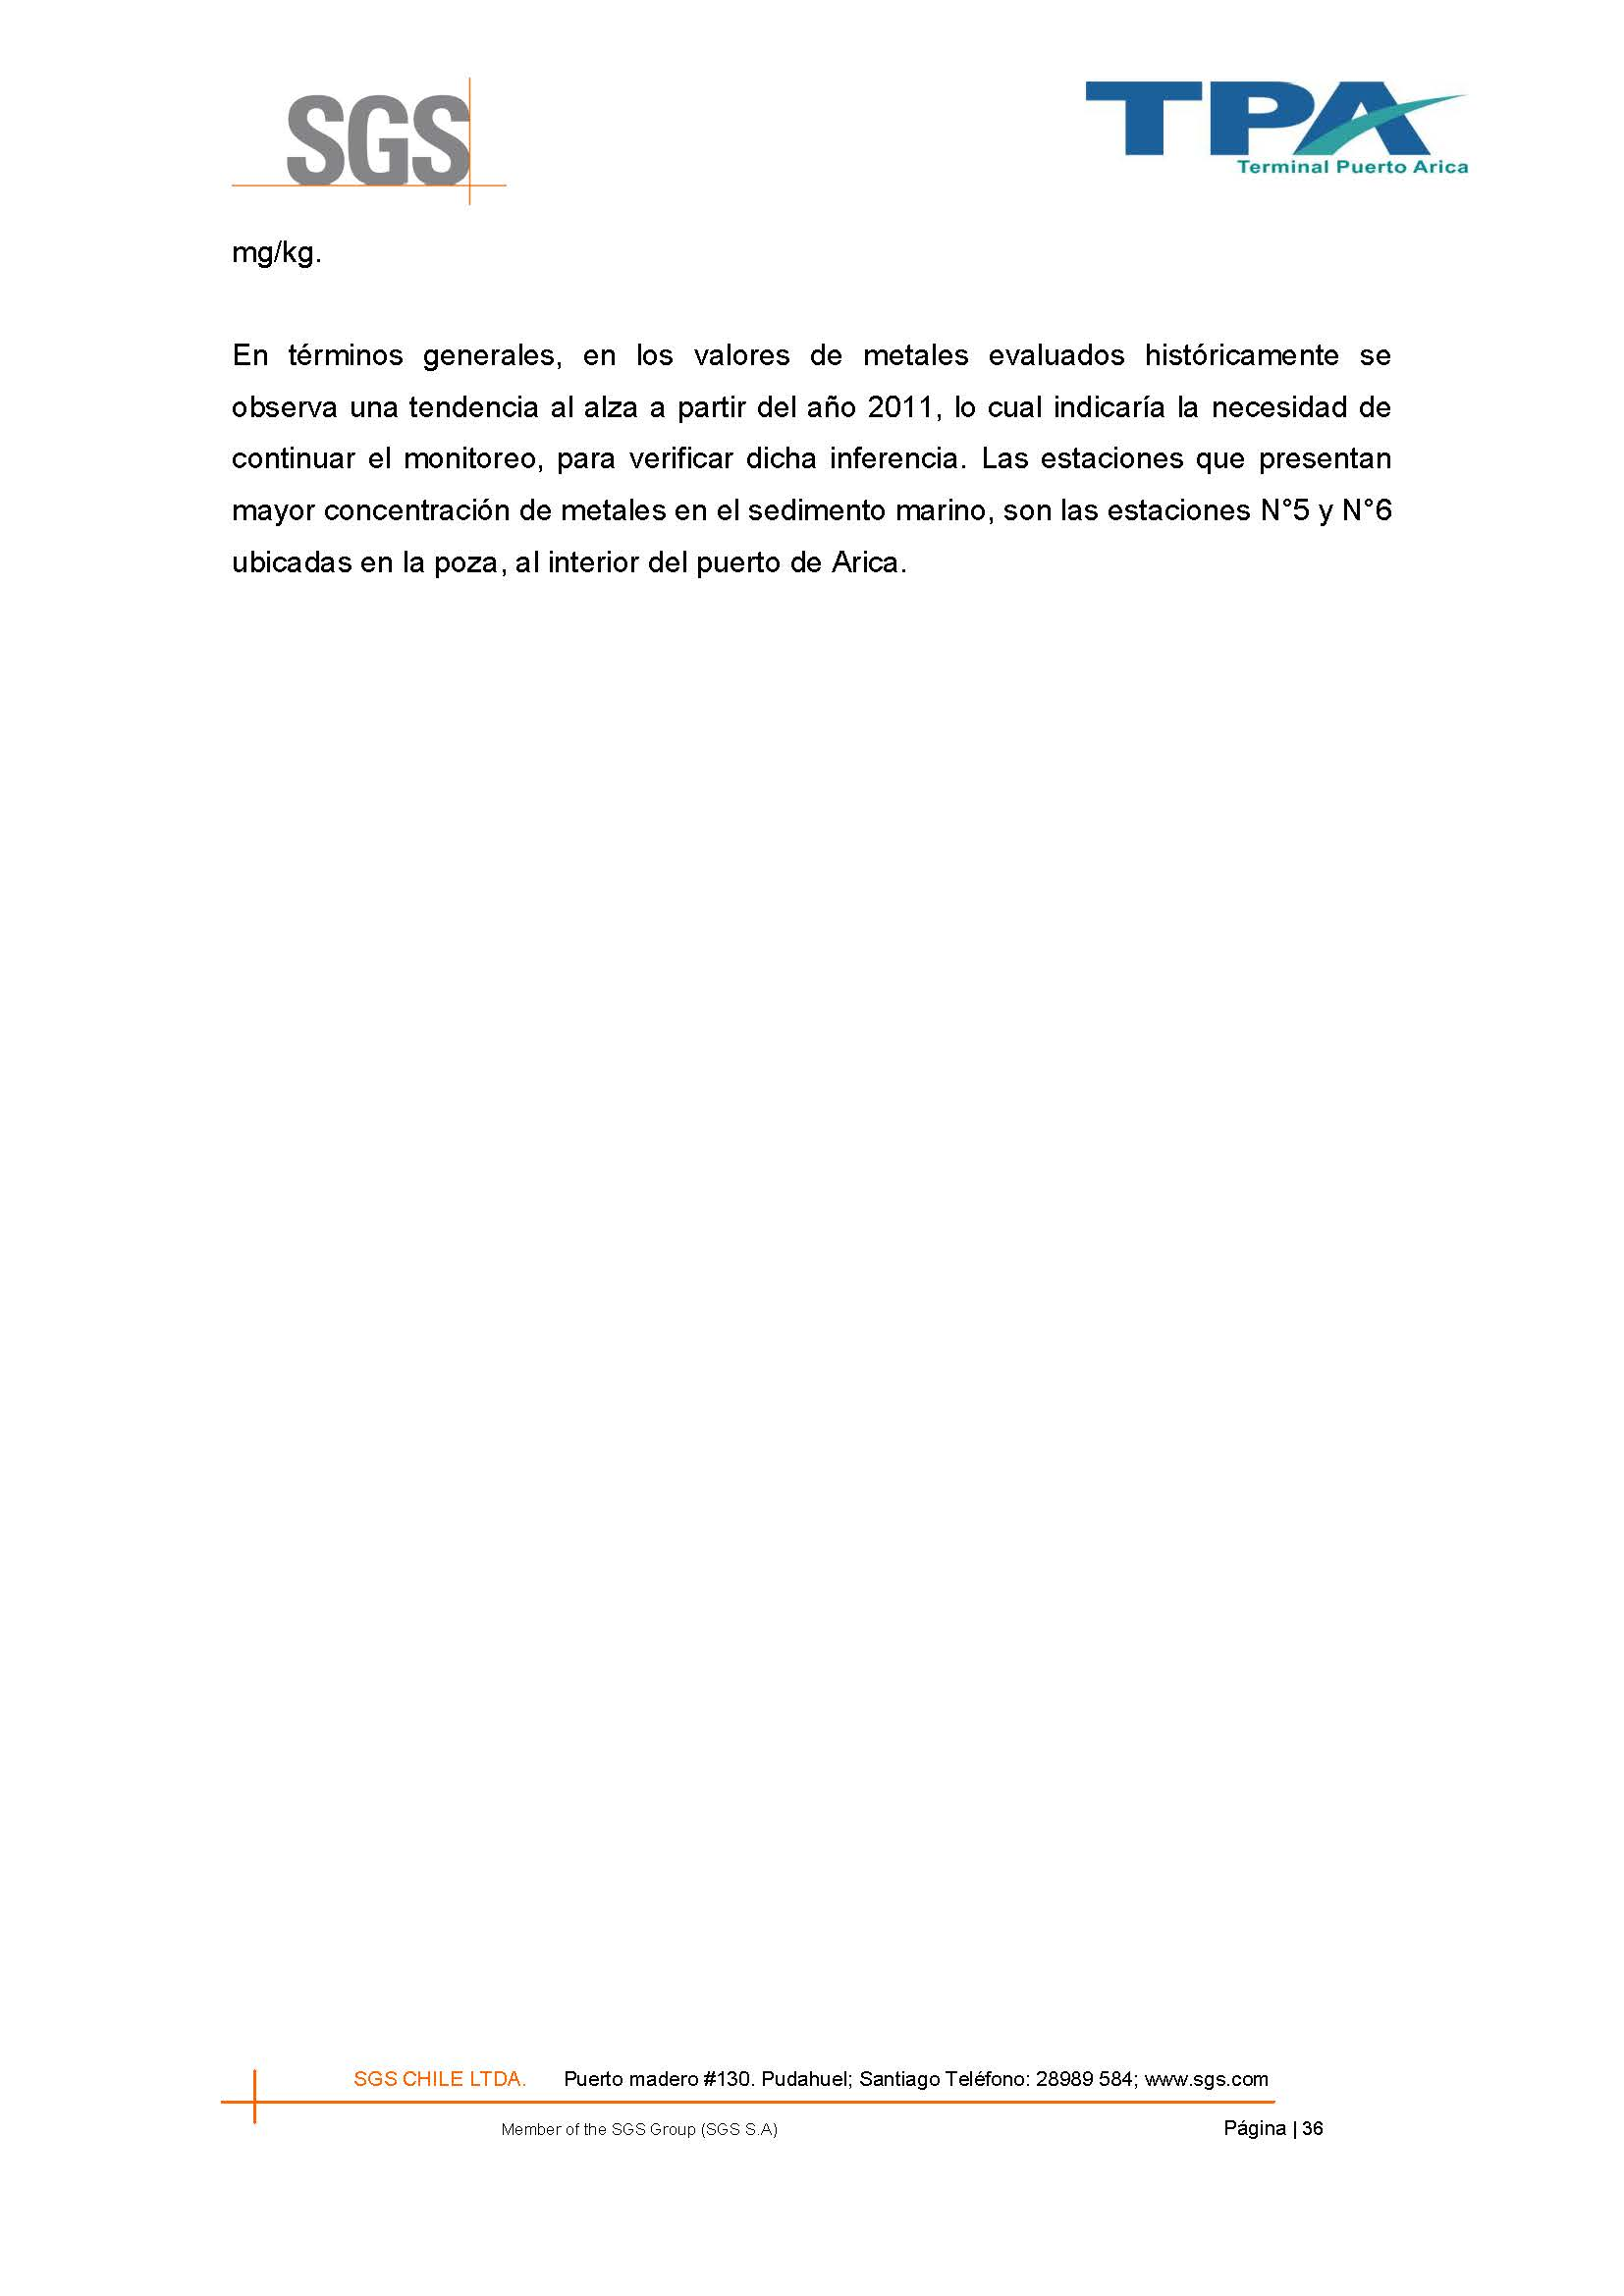 SGS
TPA
Terminal Puerto Arica
mg/kg.
En términos generales, en los valores de metales evaluados históricamente se
observa una tendencia al alza a partir del año 2011, lo cual indicaría la necesidad de
continuar el monitoreo, para verificar dicha inferencia. Las estaciones que presentan
mayor concentración de metales en el sedimento marino, son las estaciones N°5 y N°6
ubicadas en la poza, al interior del puerto de Arica.
SGS CHILE LTDA. Puerto madero #130. Pudahuel; Santiago Teléfono: 28989 584; www.sgs.com
Member of the SGS Group (SGS S.A) Página | 36